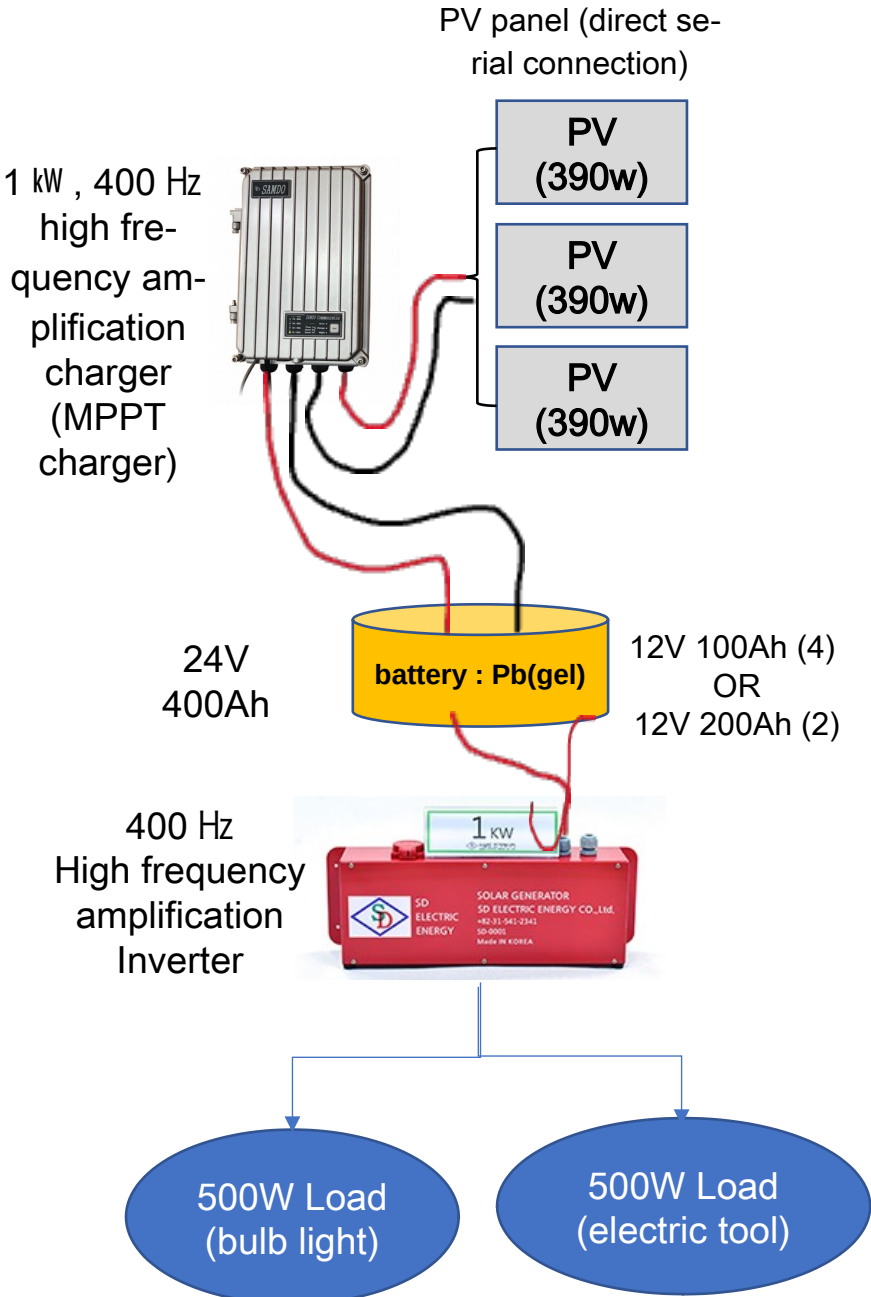 PV panel (direct se-
rial connection)
PV
(390w)
PV
(390w)
PV
(390w)
1 ㎾ , 400 ㎐
high fre-
quency am-
plification
charger
(MPPT
charger)
SAMDO
24V
400Ah
battery : Pb(gel)
12V 100Ah (4)
OR
12V 200Ah (2)
400 ㎐
High frequency
amplification
Inverter
1 KW
SD
SD
ELECTRIC
ENERGY
SOLAR GENERATOR
SD ELECTRIC ENERGY CO.,Ltd.
+82-31-541-2341
SD-0001
Made IN KOREA
500W Load
(bulb light)
500W Load
(electric tool)